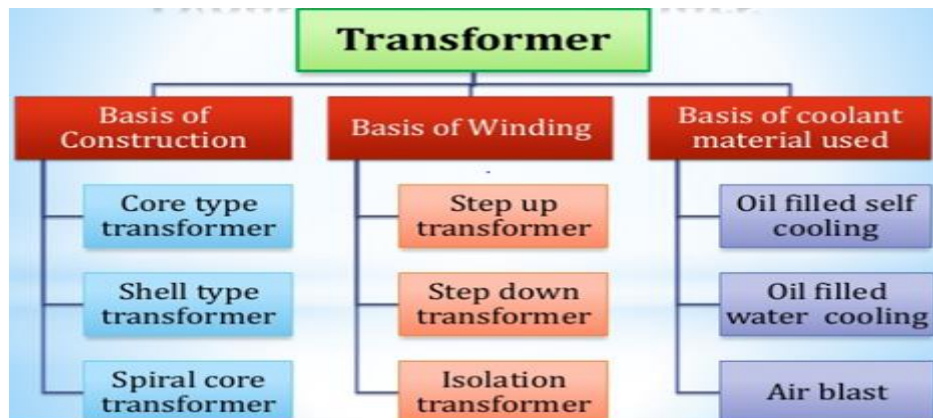 Transformer
Basis of
Construction
Core type
transformer
Shell type
transformer
Spiral core
transformer
Basis of Winding
Step up
transformer
Step down
transformer
Isolation
transformer
Basis of coolant
material used
Oil filled self
cooling
Oil filled
water cooling
Air blast